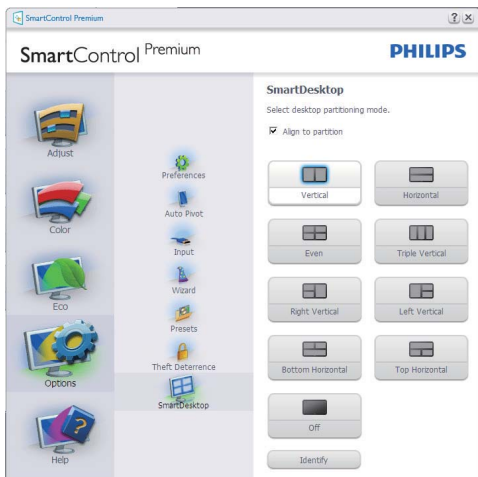 SmartControl Premium
? ×
SmartControl Premium
PHILIPS
Adjust
Color
Eco
Options
Help
Preferences
Auto Pivot
Input
Wizard
Presets
Theft Deterrence
SmartDesktop
SmartDesktop
Select desktop partitioning mode.
Align to partition
Vertical
Horizontal
Even
Triple Vertical
Right Vertical
Left Vertical
Bottom Horizontal
Top Horizontal
Off
Identify